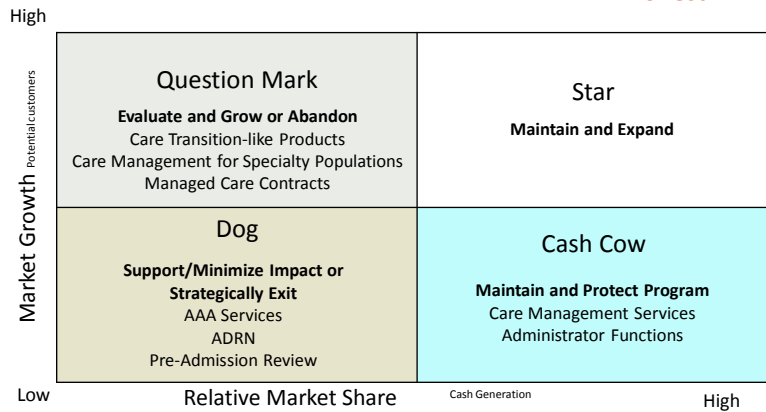 High
Question Mark
Evaluate and Grow or Abandon
Care Transition-like Products
Care Management for Specialty Populations
Managed Care Contracts
Star
Maintain and Expand
Market Growth Potential customers
Dog
Support/Minimize Impact or
Strategically Exit
AAA Services
ADRN
Pre-Admission Review
Cash Cow
Maintain and Protect Program
Care Management Services
Administrator Functions
Low
Relative Market Share
Cash Generation
High